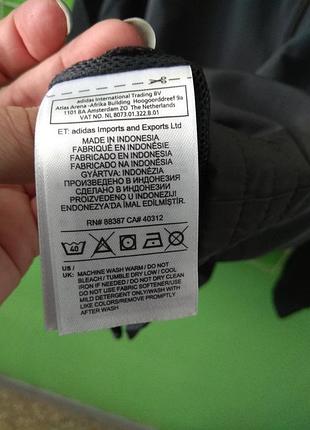 adidas International Trading BV
Atlas Arena -Afrika Building Hoogoorddreef 9a
1101 BA Amsterdam ZO The Netherlands
VAT NO. NL 8073.01.322.B.01
ET: adidas Imports and Exports Ltd
MADE IN INDONESIA
FABRIQUÉ EN INDONÉSIE
FABRICADO EN INDONESIA
FABRICADO NA INDONÉSIA
GYÁRTVA: INDONÉZIA
ПРОИЗВЕДЕНО В ИНДОНЕЗИЯ
СДЕЛАНО В ИНДОНЕЗИИ
PROIZVEDENO U INDONEZIJI
ENDONEZYA'DA İMAL EDİLMİŞTİR.
RN# 88387 CA# 40312
40
US /
UK: MACHINE WASH WARM / DO NOT
BLEACH / TUMBLE DRY LOW / COOL
IRON IF NEEDED / DO NOT DRY CLEAN
DO NOT USE FABRIC SOFTENER/USE
MILD DETERGENT ONLY/WASH WITH
LIKE COLORS/REMOVE PROMPTLY
AFTER WASH